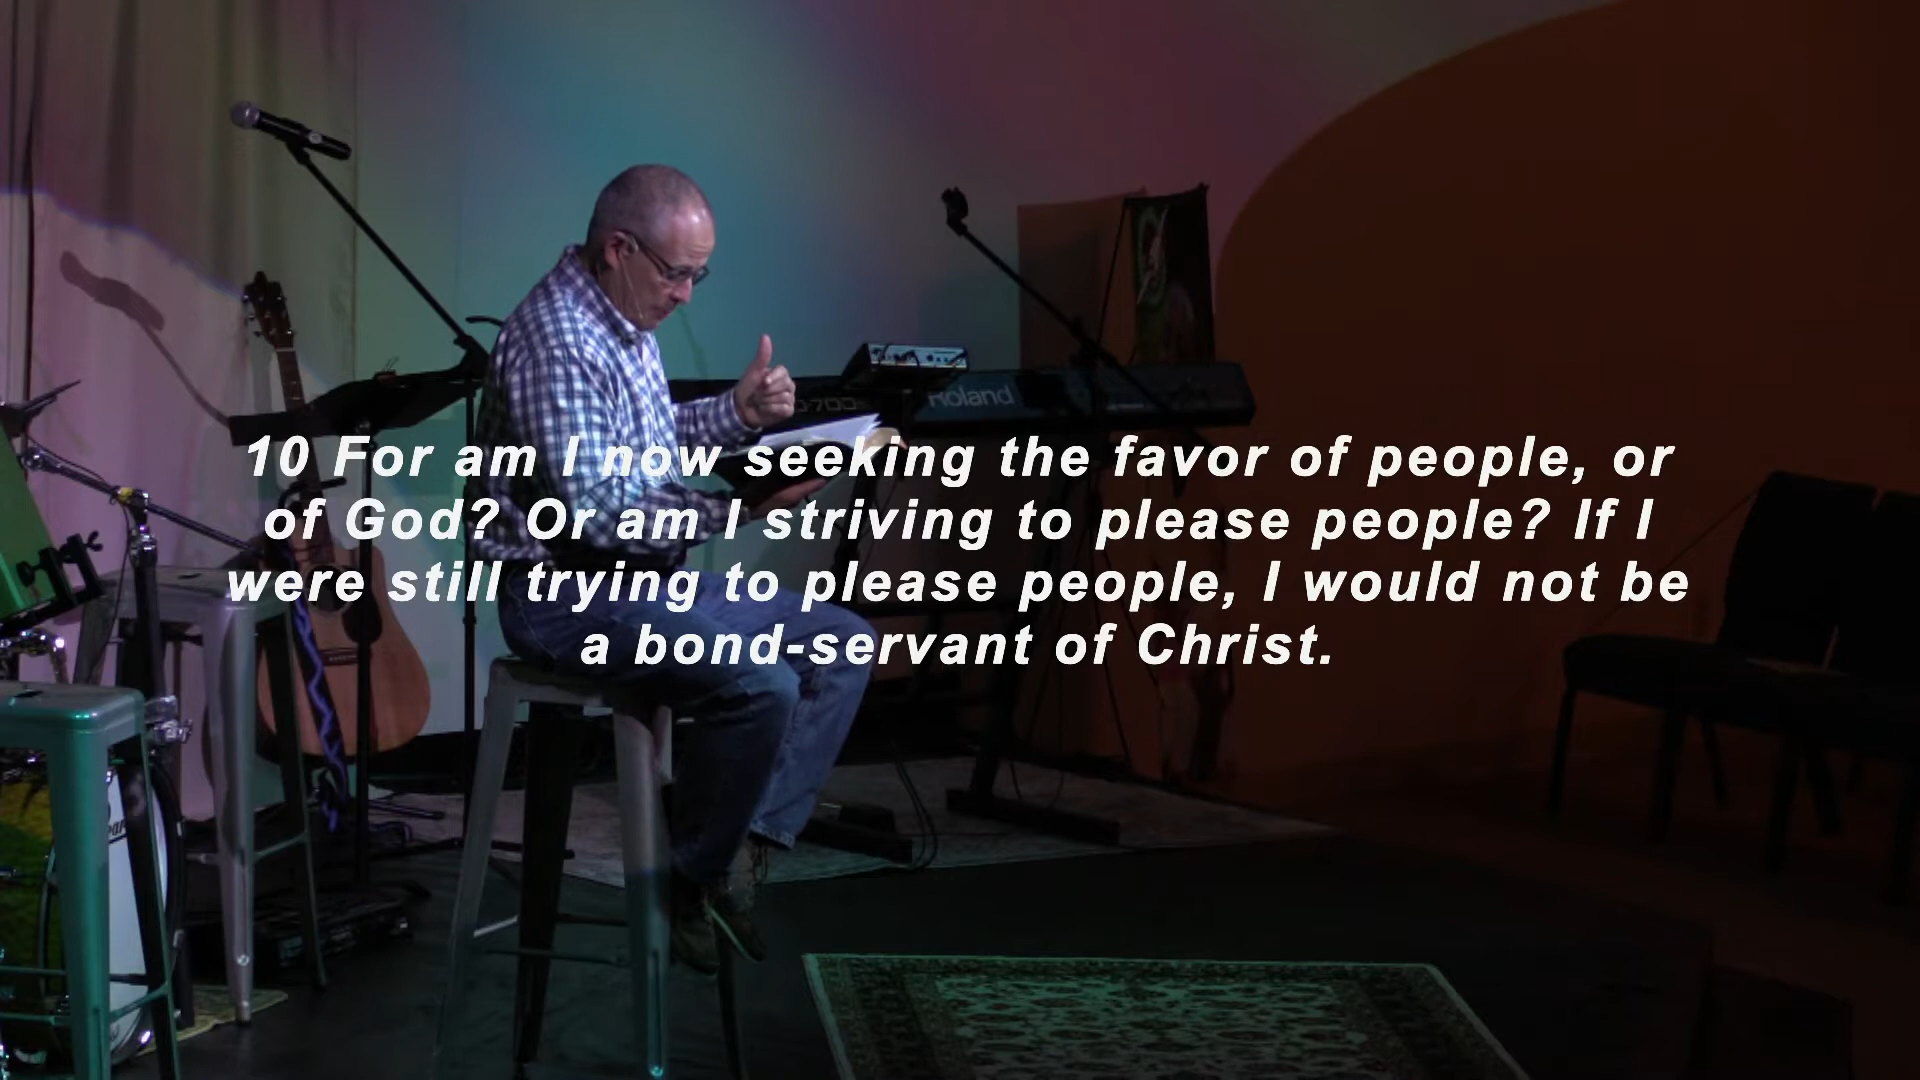 Roland
10 For am I now seeking the favor of people, or
of God? Or am I striving to please people? If I
were still trying to please people, I would not be
a bond-servant of Christ.